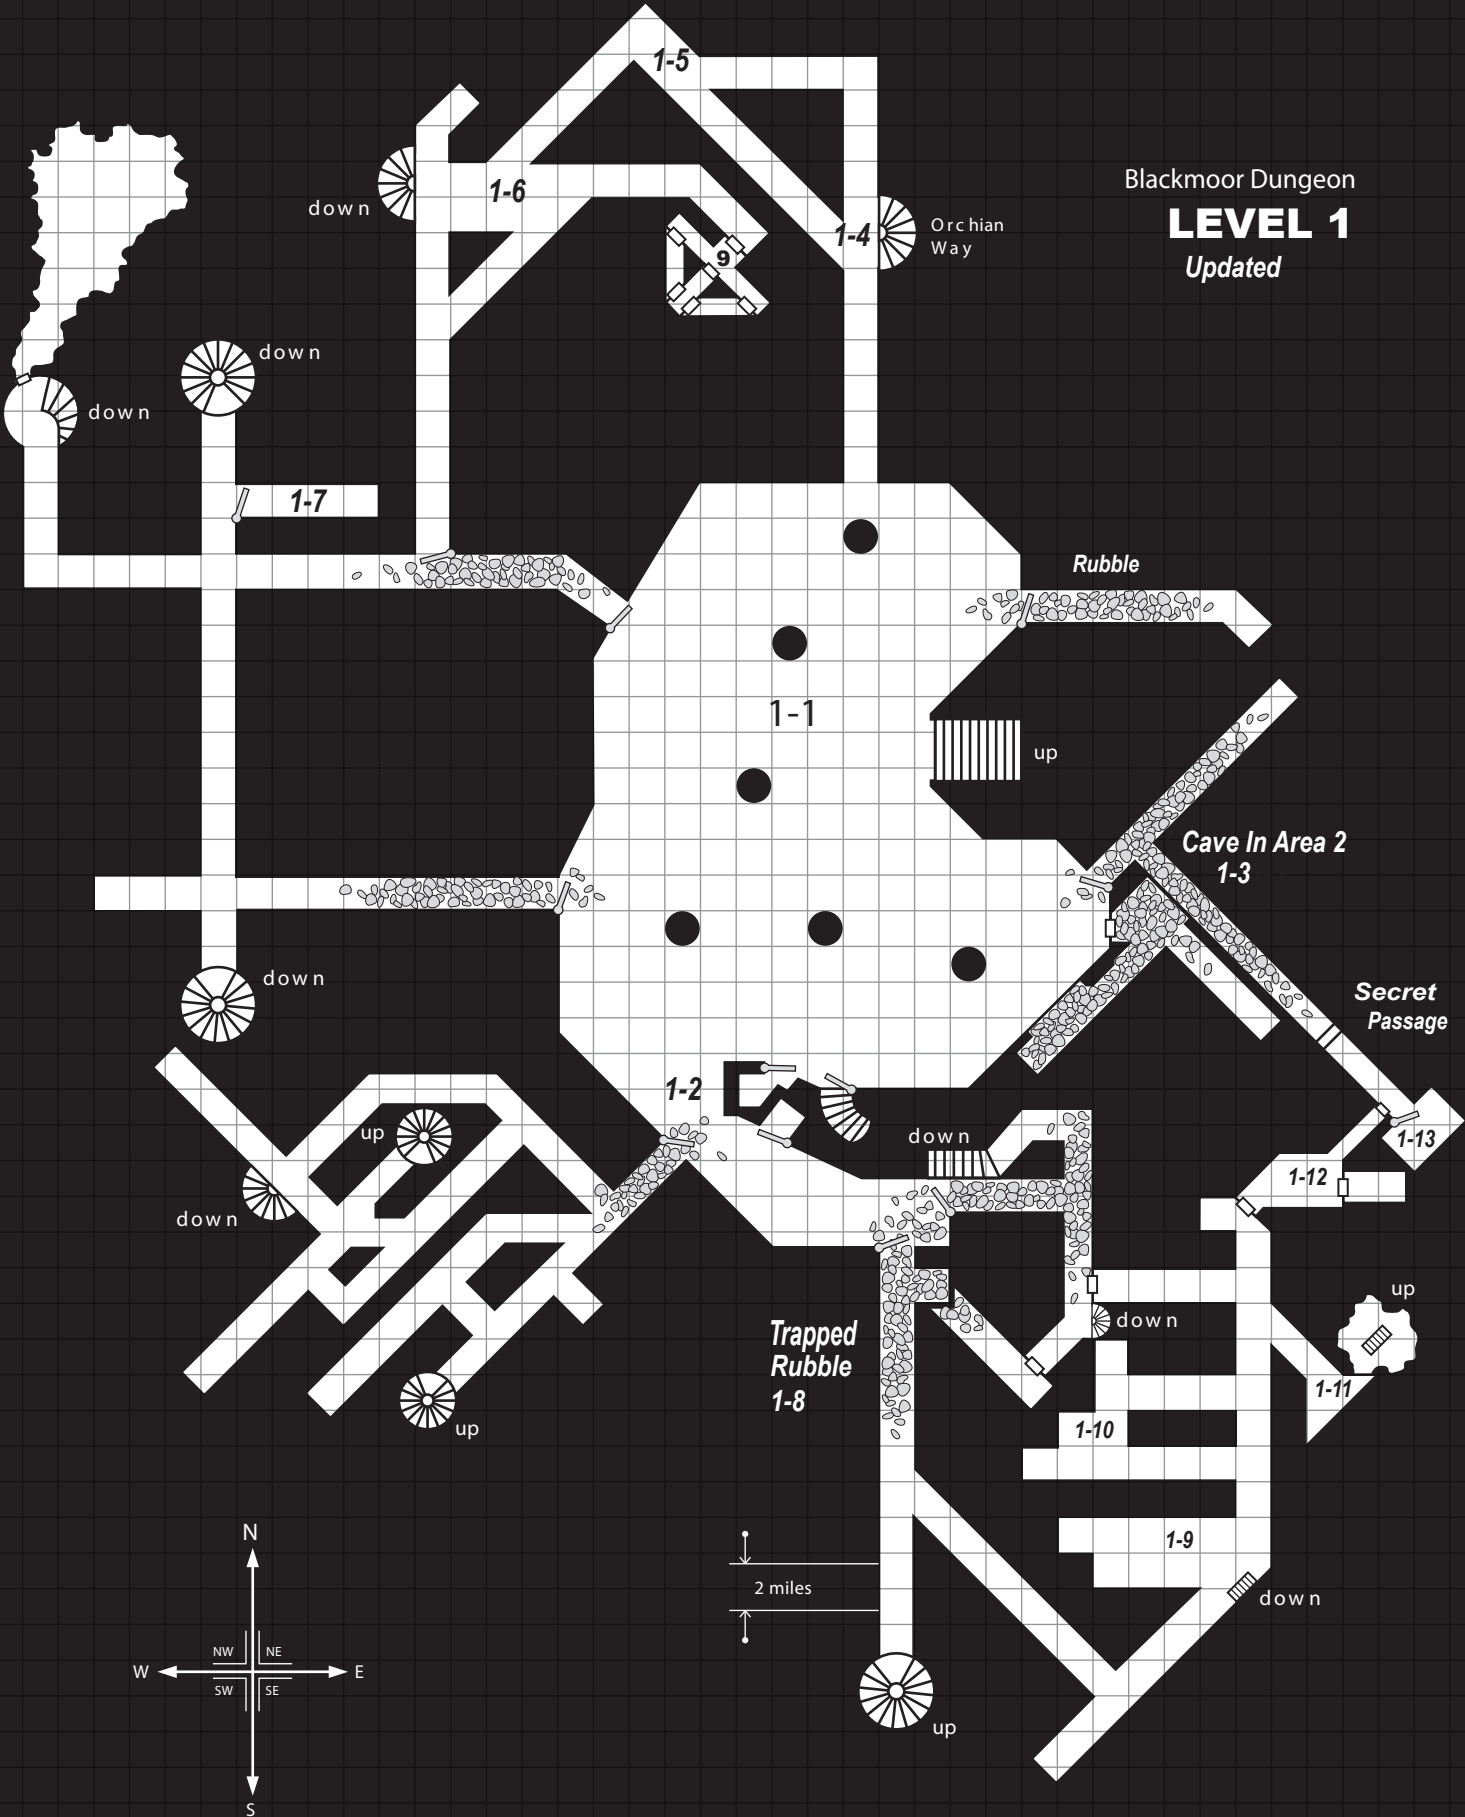 1-5
Blackmoor Dungeon
LEVEL 1
Updated
1-6
down
1-4
Orchian
Way
9
down
down
1-7
Rubble
1-1
up
Cave In Area 2
1-3
down
Secret
Passage
1-2
up
down
1-13
1-12
down
up
down
Trapped
Rubble
1-8
1-11
up
1-10
1-9
N
2 miles
down
NW NE
W E
SW SE
up
S